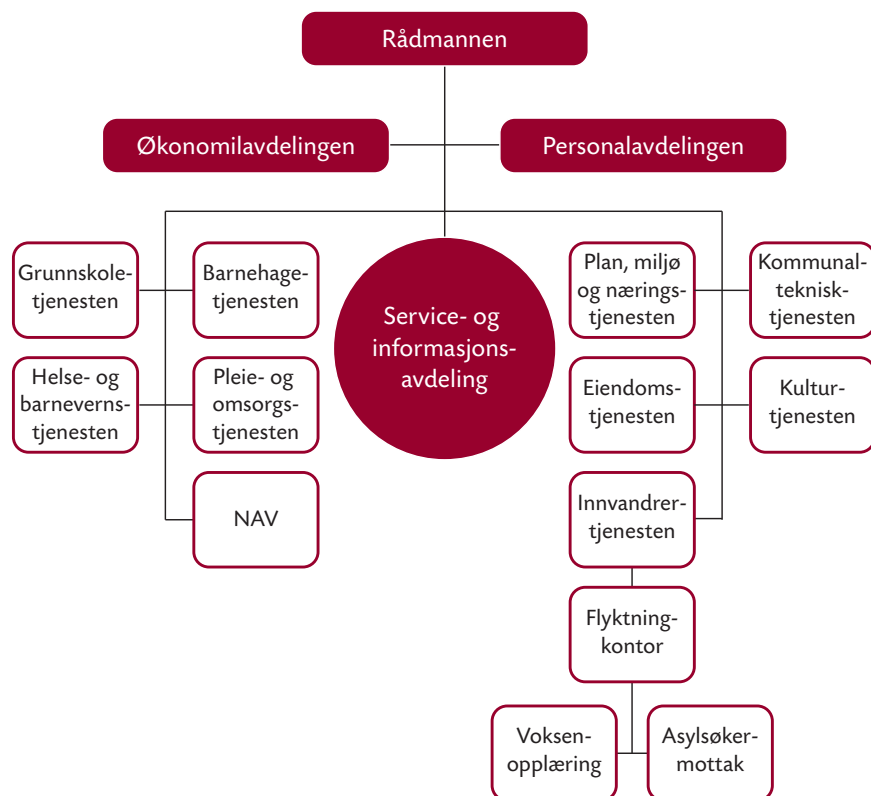 Rådmannen
Økonomilavdelingen
Personalavdelingen
Grunnskole-
tjenesten
Barnehage-
tjenesten
Service- og
informasjons-
avdeling
Plan, miljø
og nærings-
tjenesten
Kommunal-
teknisk-
tjenesten
Helse- og
barneverns-
tjenesten
Pleie- og
omsorgs-
tjenesten
Eiendoms-
tjenesten
Kultur-
tjenesten
NAV
Innvandrer-
tjenesten
Flyktning-
kontor
Voksen-
opplæring
Asylsøker-
mottak